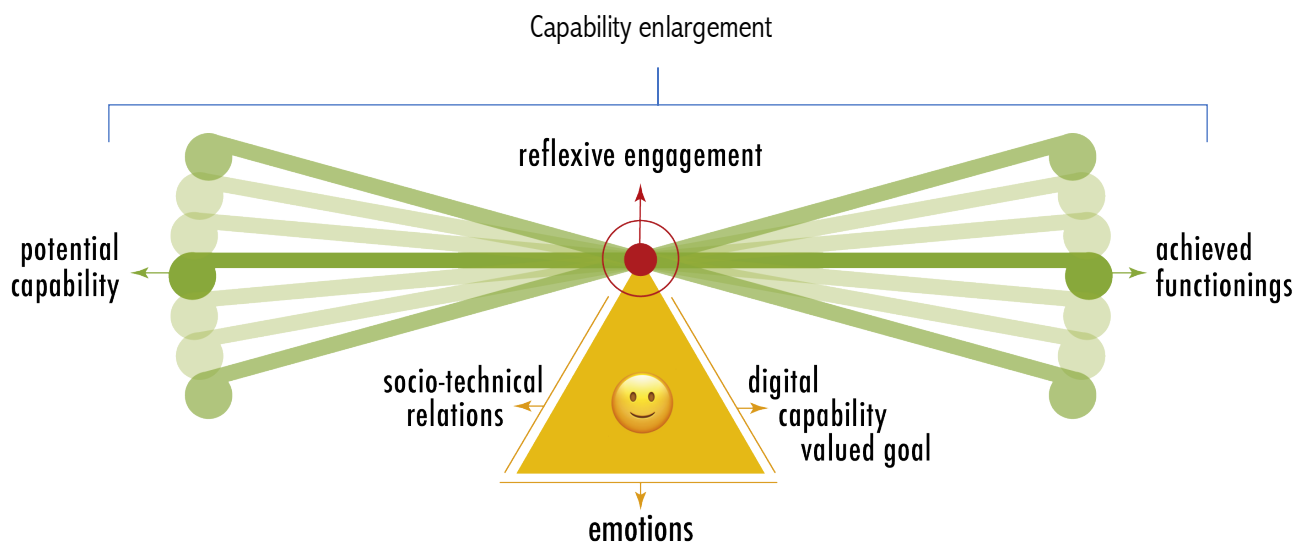 Capability enlargement
reflexive engagement
potential
capability
achieved
functionings
socio-technical
relations
digital
capability
valued goal
emotions